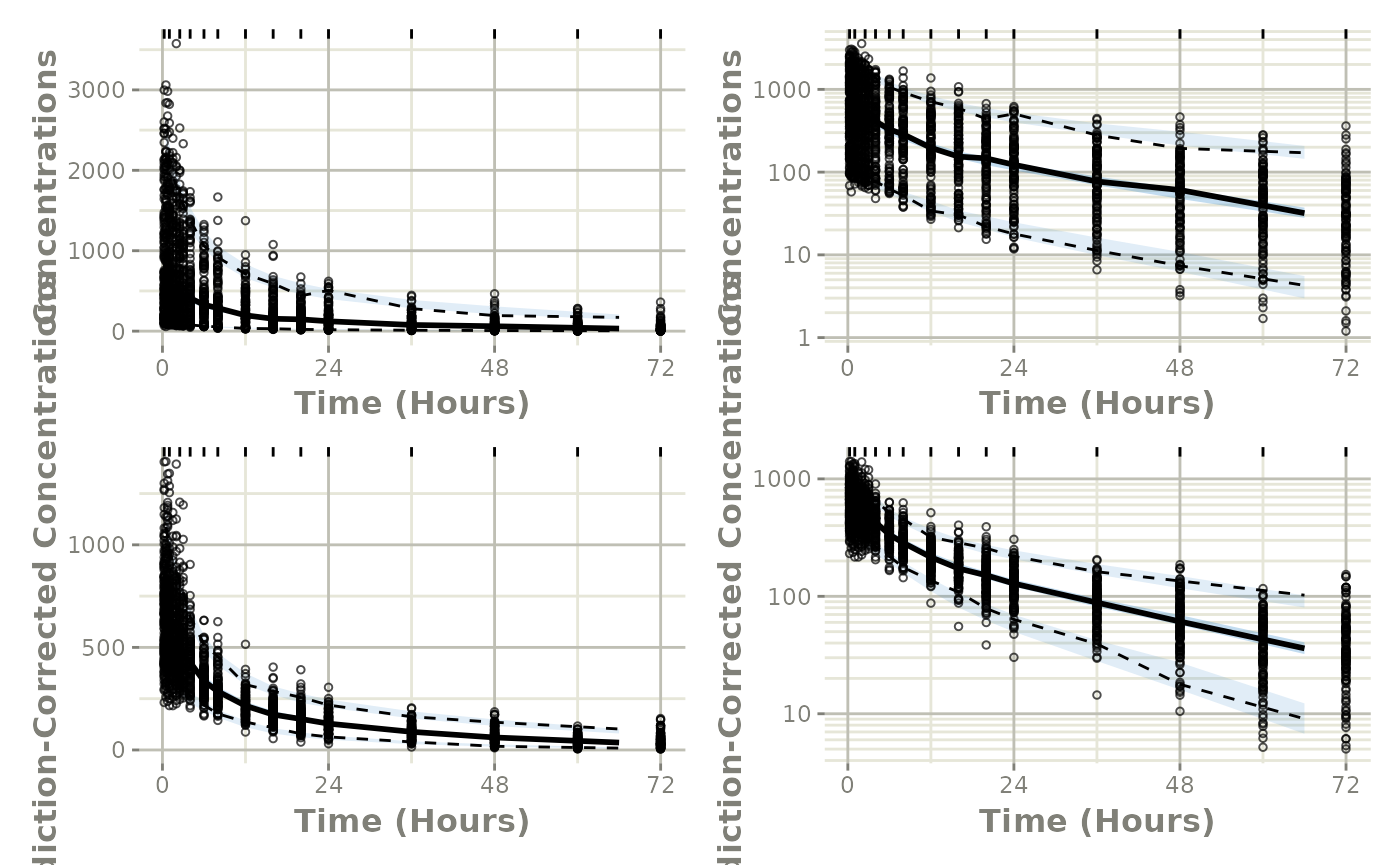 Concentrations
3000
2000
1000
0
0 24 48 72
Time (Hours)
Concentrations
1000
100
10
1
0 24 48 72
Time (Hours)
diction-Corrected Concentrations
1000
500
0
0 24 48 72
Time (Hours)
diction-Corrected Concentrations
1000
100
10
0 24 48 72
Time (Hours)